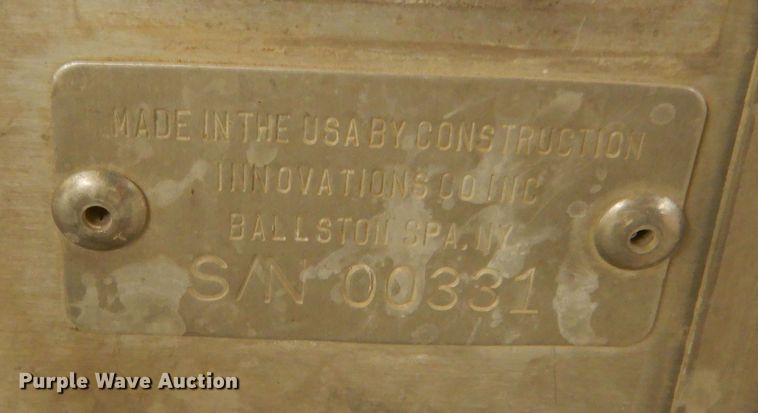 MADE IN THE USA BY CONSTRUCTION
INNOVATIONS CO INC
BALLSTON SPA, NY.
S/N 00331
Purple Wave Auction